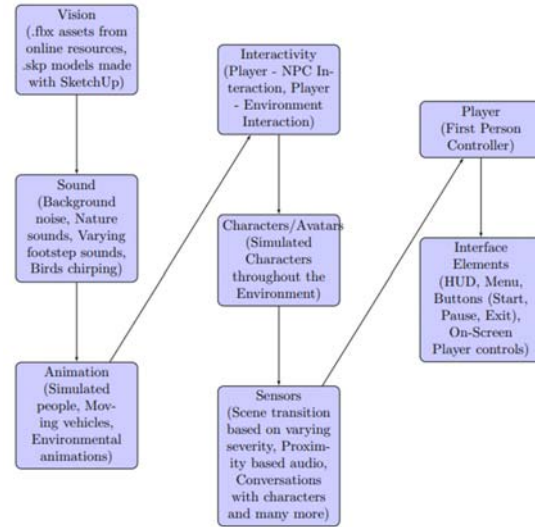 Vision
(.fbx assets from
online resources,
.skp models made
with SketchUp)
Sound
(Background
noise, Nature
sounds, Varying
footstep sounds,
Birds chirping)
Animation
(Simulated
people, Mov-
ing vehicles,
Environmental
animations)
Interactivity
(Player - NPC In-
teraction, Player
- Environment
Interaction)
Characters/Avatars
(Simulated
Characters
throughout the
Environment)
Sensors
(Scene transition
based on varying
severity, Proxim-
ity based audio,
Conversations
with characters
and many more)
Player
(First Person
Controller)
Interface
Elements
(HUD, Menu,
Buttons (Start,
Pause, Exit),
On-Screen
Player controls)